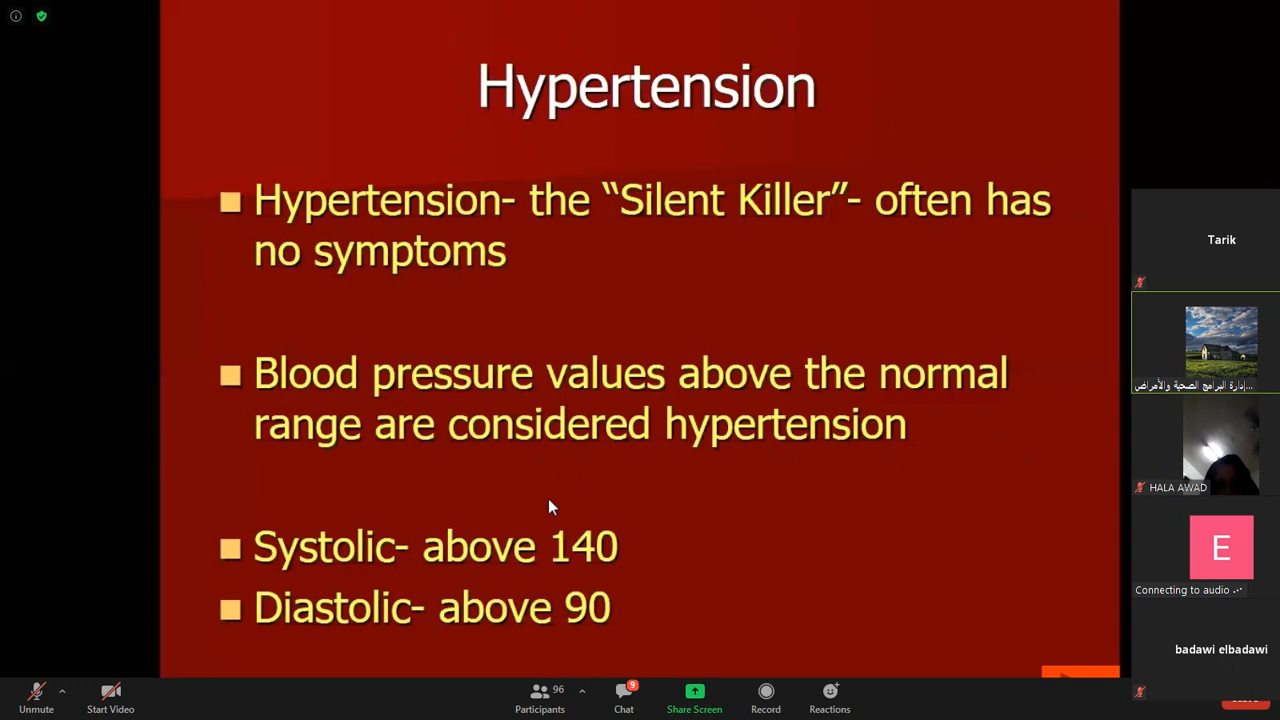 Hypertension
Hypertension- the “Silent Killer”- often has
no symptoms
Blood pressure values above the normal
range are considered hypertension
Systolic- above 140
Diastolic- above 90
Tarik
إدارة البرامج الصحية والأمراض...
HALA AWAD
E
Connecting to audio
badawi elbadawi
Unmute
Start Video
96
Participants
9
Chat
Share Screen
Record
Reactions